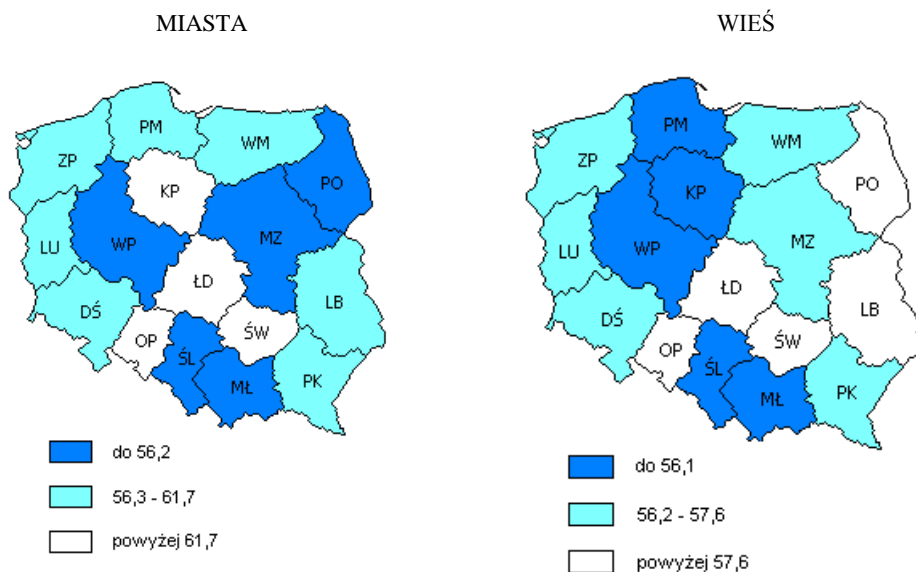 MIASTA
PM
ZP
WM
PO
KP
LU
WP
MZ
ŁD
LB
DŚ
OP
ŚW
ŚL
MŁ
PK
do 56,2
56,3 - 61,7
powyżej 61,7
WIEŚ
PM
ZP
WM
PO
KP
LU
WP
MZ
ŁD
LB
DŚ
OP
ŚW
ŚL
MŁ
PK
do 56,1
56,2 - 57,6
powyżej 57,6